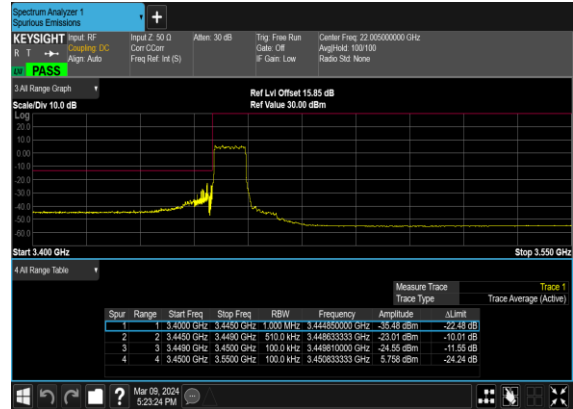 Spectrum Analyzer 1
Spurious Emissions
KEYSIGHT Input: RF Input Z: 50 Ω Atten: 30 dB Trig: Free Run Center Freq: 22.005000000 GHz
R T Coupling: DC Corr CCorr Gate: Off Avg|Hold: 100/100
Align: Auto Freq Ref: Int (S) IF Gain: Low Radio Std: None
PASS
3 All Range Graph Ref Lvl Offset 15.85 dB
Scale/Div 10.0 dB Ref Value 30.00 dBm
Log
20.0
10.0
0.00
-10.0
-20.0
-30.0
-40.0
-50.0
-60.0
Start 3.400 GHz Stop 3.550 GHz
4 All Range Table
Measure Trace Trace 1
Trace Type Trace Average (Active)
Spur Range Start Freq Stop Freq RBW Frequency Amplitude ΔLimit
1 1 3.4000 GHz 3.4450 GHz 1.000 MHz 3.444850000 GHz -35.48 dBm -22.48 dB
2 2 3.4450 GHz 3.4490 GHz 510.0 kHz 3.448633333 GHz -23.01 dBm -10.01 dB
3 3 3.4490 GHz 3.4500 GHz 100.0 kHz 3.449810000 GHz -24.55 dBm -11.55 dB
4 4 3.4500 GHz 3.5500 GHz 100.0 kHz 3.450833333 GHz 5.758 dBm -24.24 dB
? Mar 09, 2024
5:23:24 PM